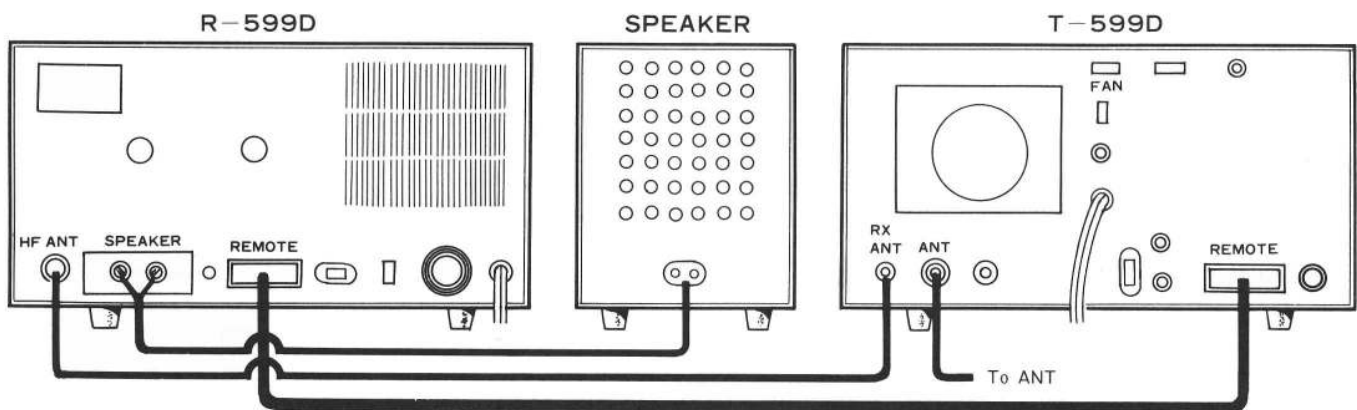 R-599D
SPEAKER
T-599D
FAN
HF ANT
SPEAKER
REMOTE
RX
ANT
ANT
REMOTE
To ANT